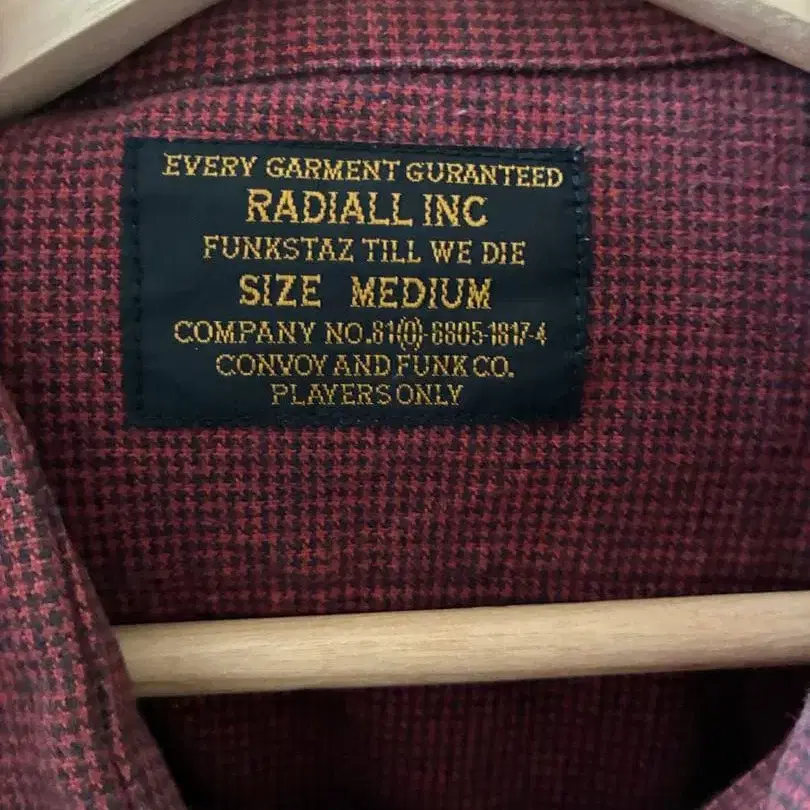 EVERY GARMENT GURANTEED
RADIALL INC
FUNKSTAZ TILL WE DIE
SIZE MEDIUM
COMPANY NO.81(0)-6805-1817-4
CONVOY AND FUNK CO.
PLAYERS ONLY